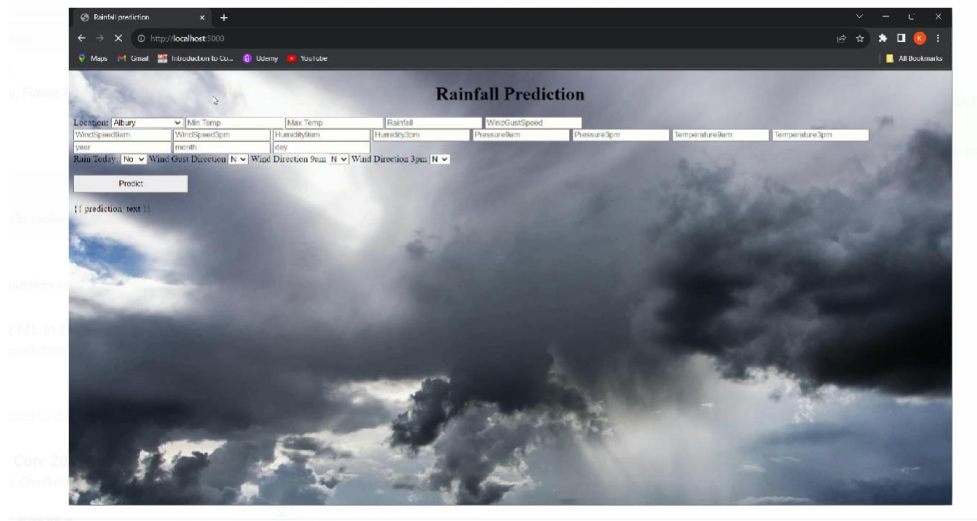 Rainfall prediction
http://localhost:5000
Maps Gmail Introduction to Co... Udemy YouTube All Bookmarks
Rainfall Prediction
Location: Albury Min Temp Max Temp Rainfall WindGustSpeed
WindSpeed9am WindSpeed3pm Humidity9am Humidity3pm Pressure9am Pressure3pm Temperature9am Temperature3pm
year month day
Rain Today: No Wind Gust Direction N Wind Direction 9am N Wind Direction 3pm N
Predict
{{ prediction_text }}